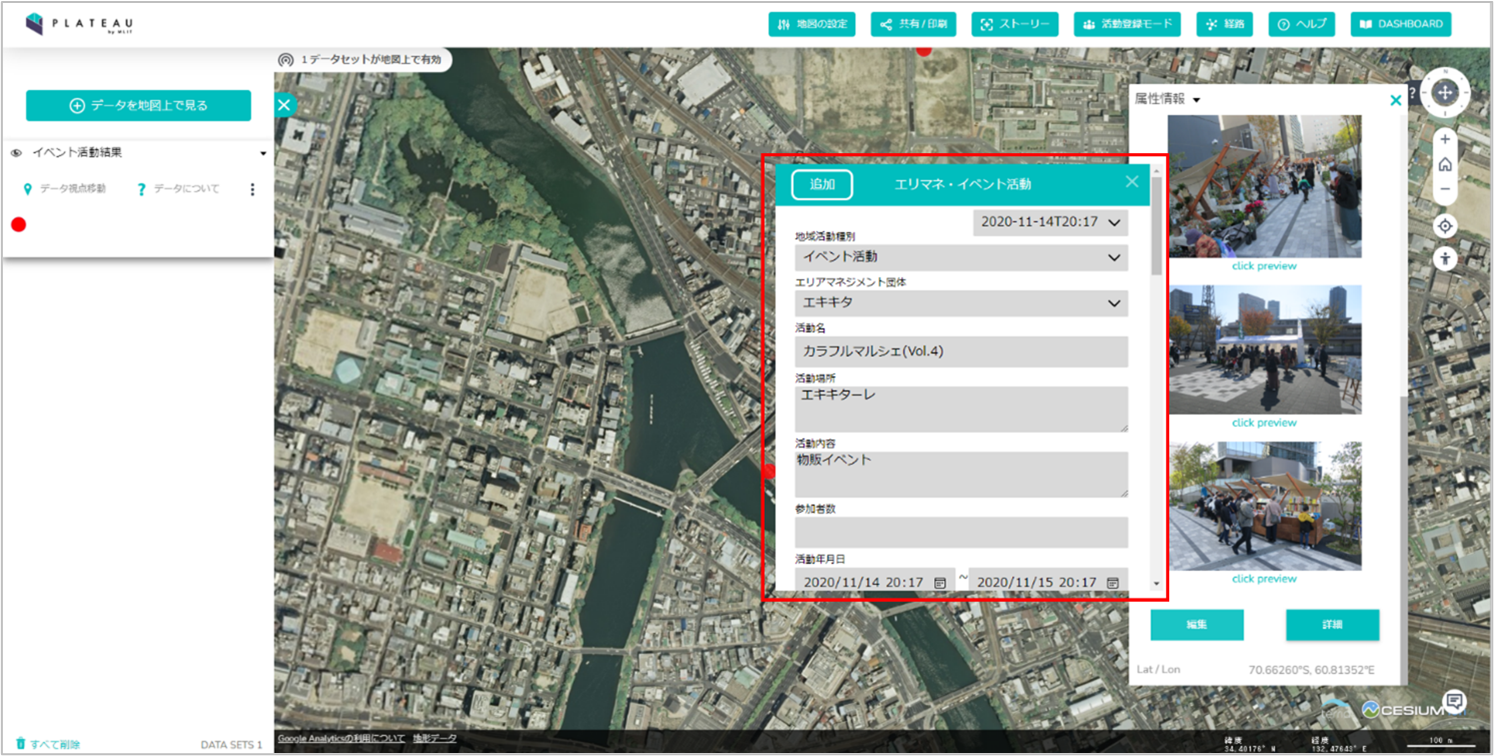 PLATEAU
by MLIT
地図の設定
共有 / 印刷
ストーリー
活動登録モード
経路
ヘルプ
DASHBOARD
1 データセットが地図上で有効
データを地図上で見る
イベント活動結果
データ視点移動
データについて
追加
エリマネ・イベント活動
2020-11-14T20:17
地域活動種別
イベント活動
エリアマネジメント団体
エキキタ
活動名
カラフルマルシェ(Vol.4)
活動場所
エキキターレ
活動内容
物販イベント
参加者数
活動年月日
2020/11/14 20:17 ~ 2020/11/15 20:17
属性情報
click preview
click preview
click preview
編集
詳細
Lat / Lon
70.66260°S, 60.81352°E
CESIUM
すべて削除
DATA SETS 1
Google Analyticsの利用について
地形データ
緯度
経度
100 m